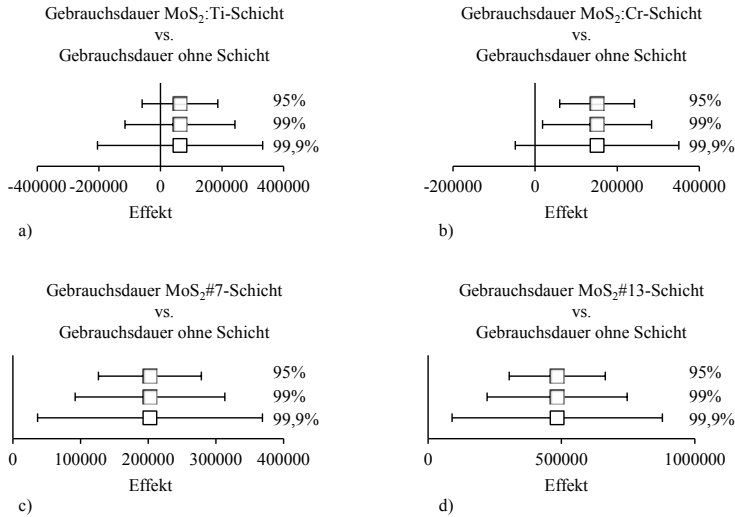 Gebrauchsdauer MoS₂:Ti-Schicht
vs.
Gebrauchsdauer ohne Schicht
95%
99%
99,9%
-400000 -200000 0 200000 400000
Effekt
a)
Gebrauchsdauer MoS₂:Cr-Schicht
vs.
Gebrauchsdauer ohne Schicht
95%
99%
99,9%
-200000 0 200000 400000
Effekt
b)
Gebrauchsdauer MoS₂#7-Schicht
vs.
Gebrauchsdauer ohne Schicht
95%
99%
99,9%
0 100000 200000 300000 400000
Effekt
c)
Gebrauchsdauer MoS₂#13-Schicht
vs.
Gebrauchsdauer ohne Schicht
95%
99%
99,9%
0 500000 1000000
Effekt
d)